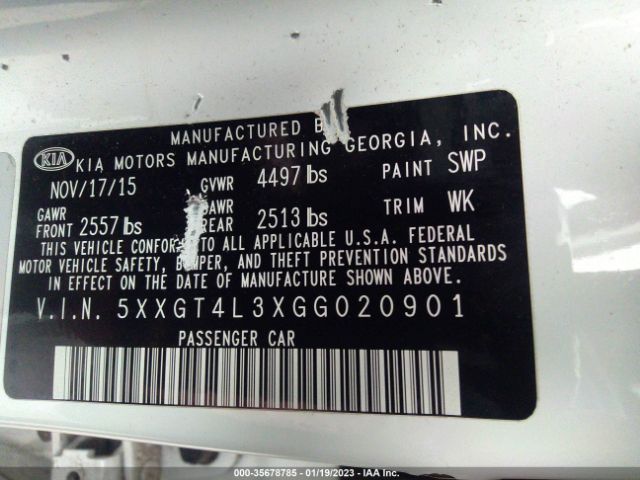 MANUFACTURED
KIA KIA MOTORS MANUFACTURING GEORGIA, INC.
NOV/17/15 GVWR 4497 lbs PAINT SWP
GAWR FRONT 2557 lbs GAWR REAR 2513 lbs TRIM WK
THIS VEHICLE CONFORMS TO ALL APPLICABLE U.S.A. FEDERAL
MOTOR VEHICLE SAFETY, BUMPER, AND THEFT PREVENTION STANDARDS
IN EFFECT ON THE DATE OF MANUFACTURE SHOWN ABOVE.
V.I.N. 5XXGT4L3XGG020901
PASSENGER CAR
000-35678785 - 01/19/2023 - IAA Inc.